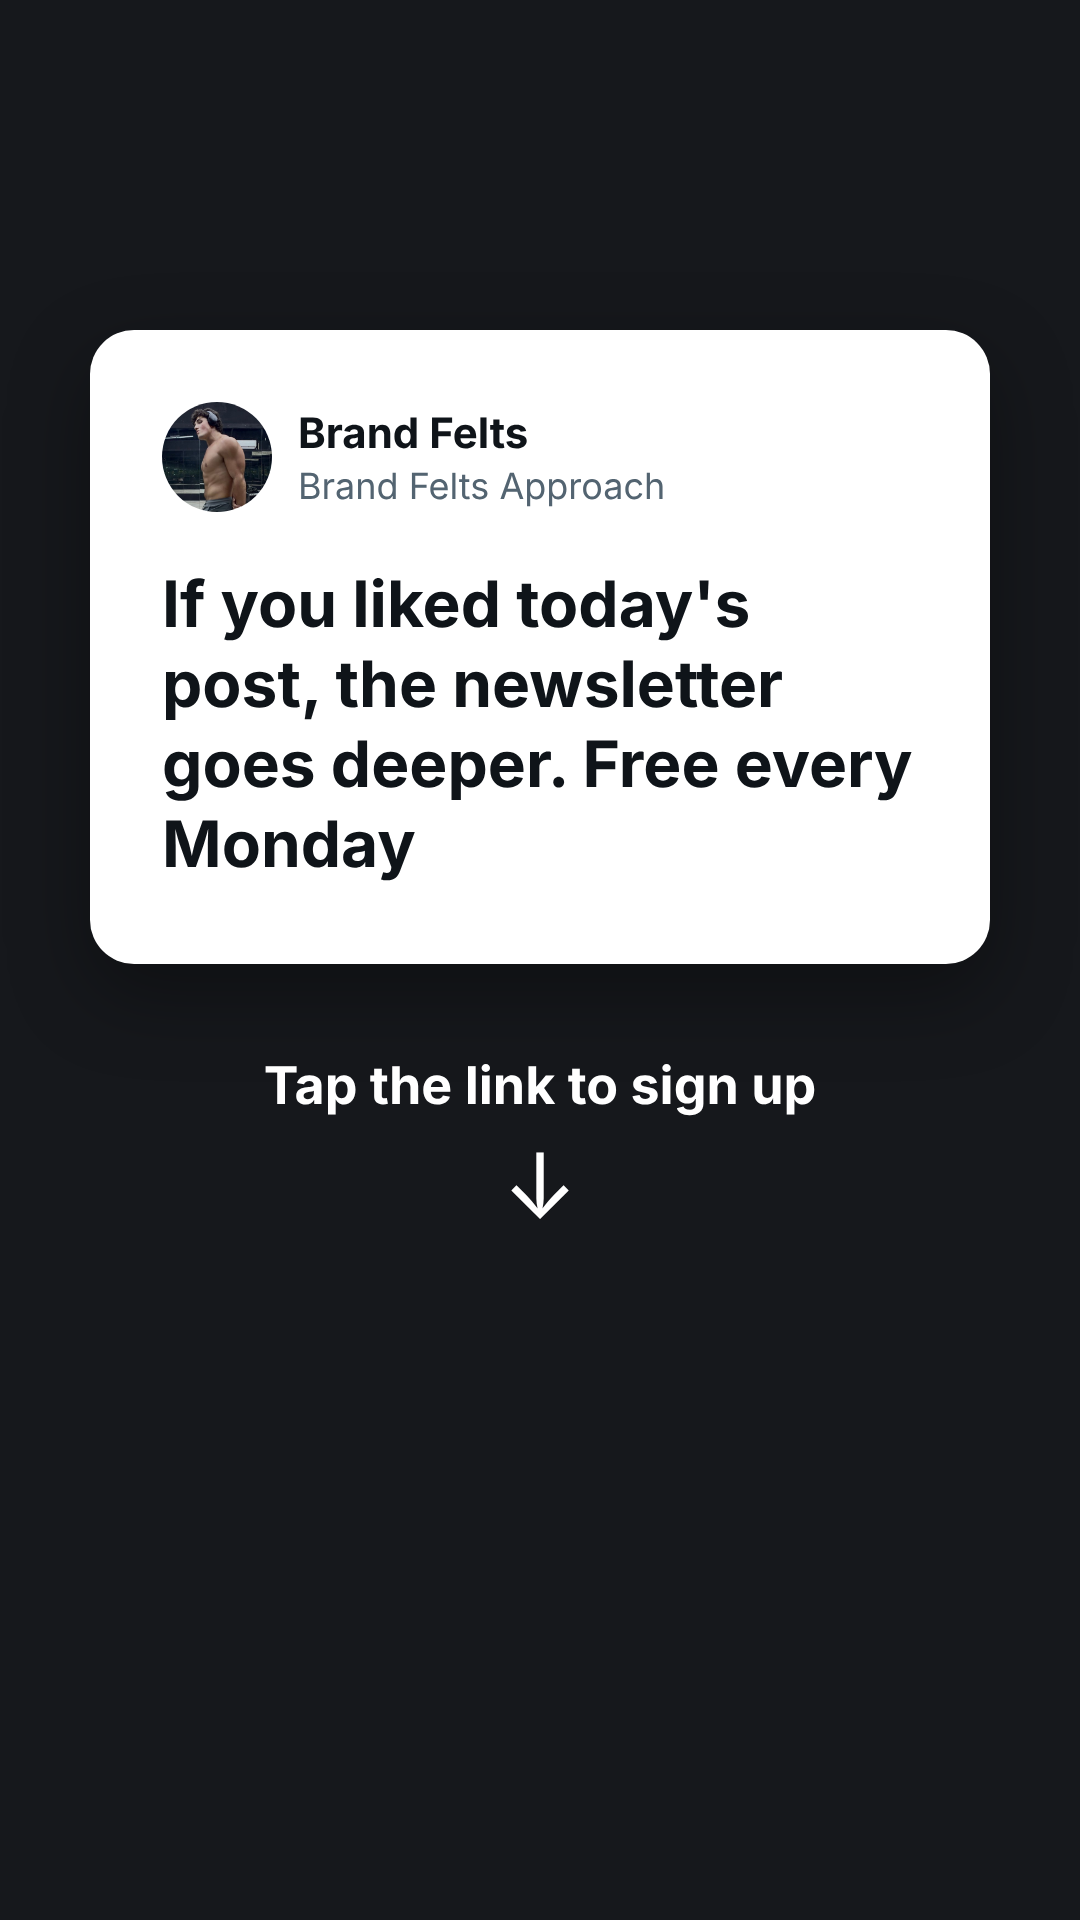 Brand Felts
Brand Felts Approach
If you liked today's
post, the newsletter
goes deeper. Free every
Monday
Tap the link to sign up